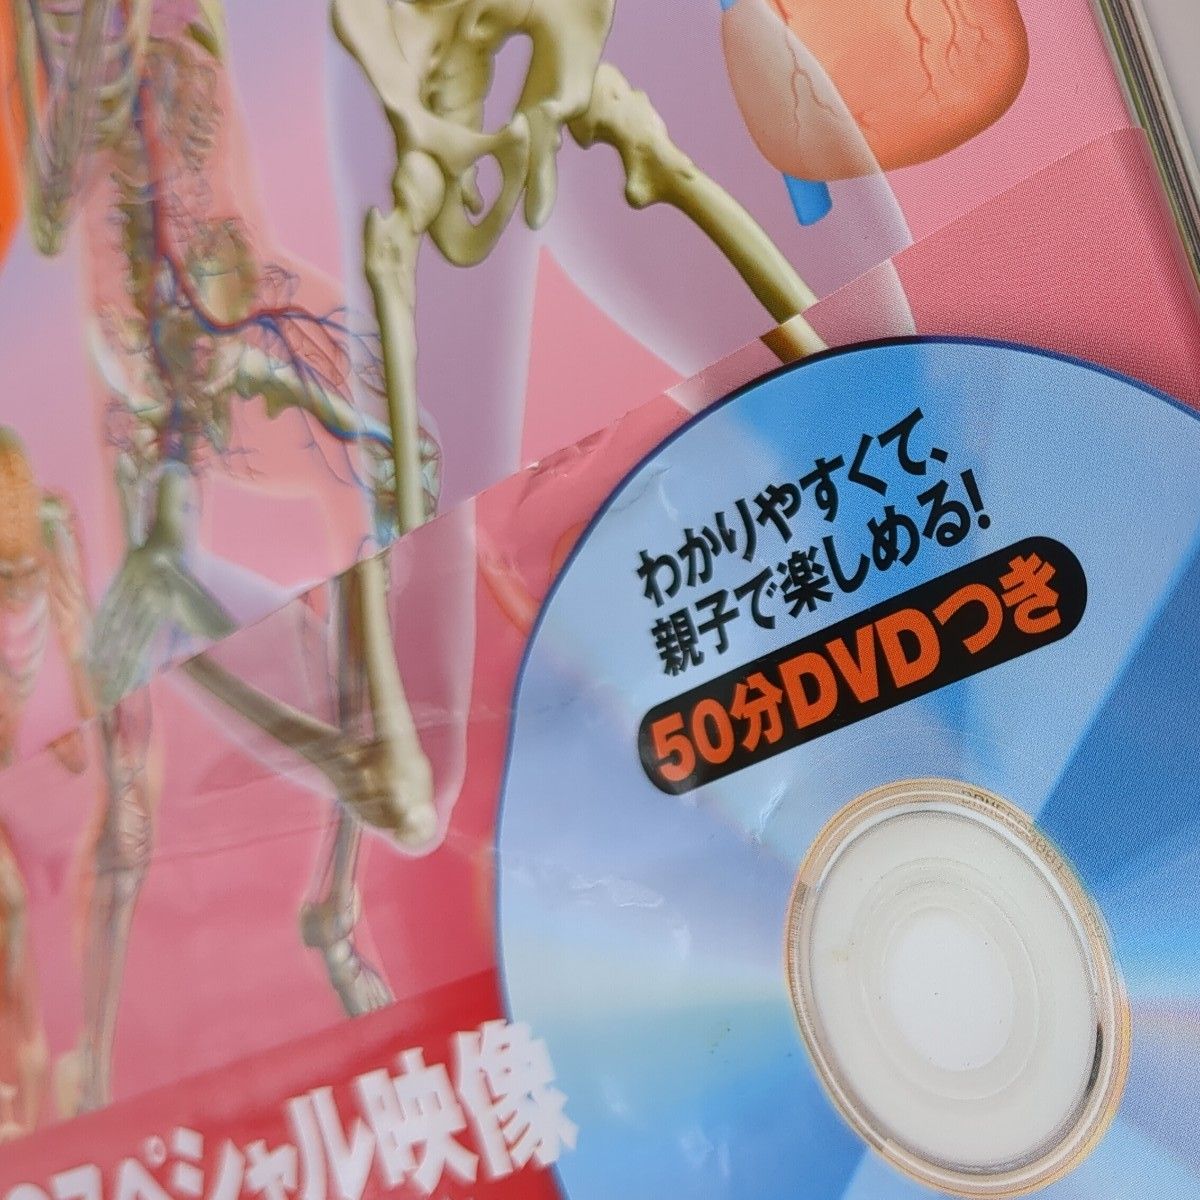 わかりやすくて、
親子で楽しめる!
50分DVDつき
スペシャル映像